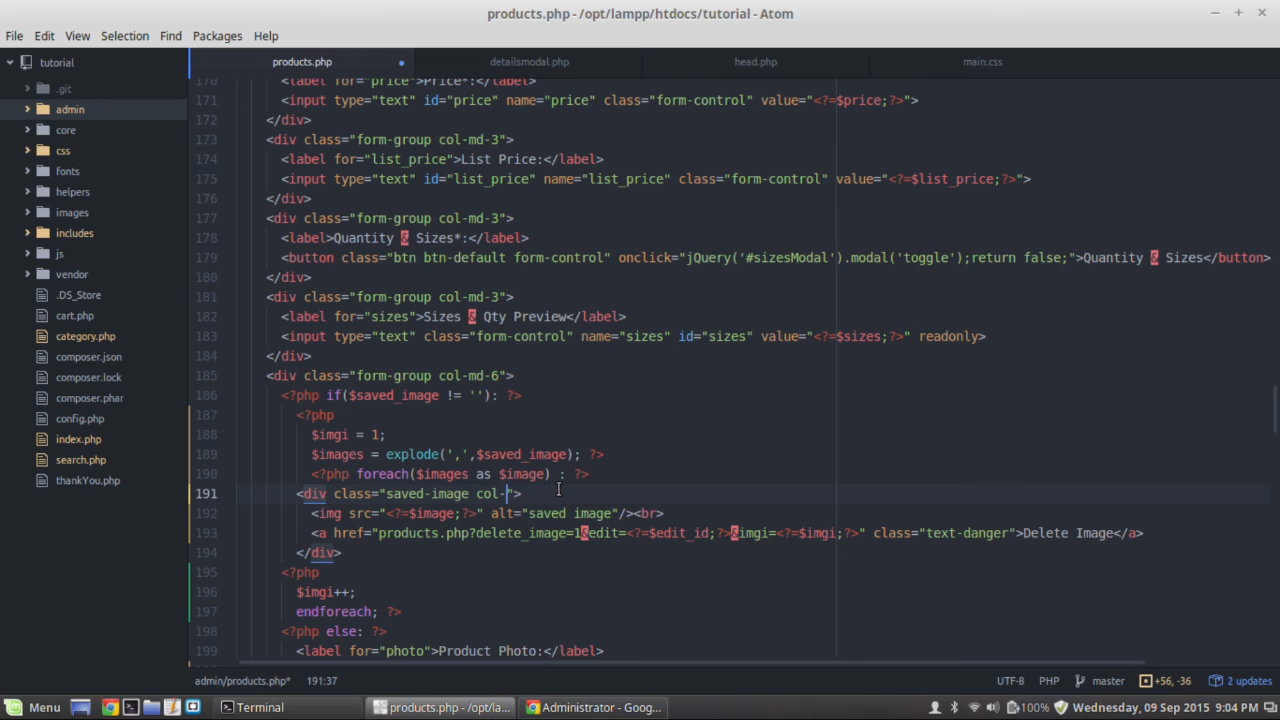 products.php - /opt/lampp/htdocs/tutorial - Atom
File Edit View Selection Find Packages Help
tutorial
.git
admin
core
css
fonts
helpers
images
includes
js
vendor
.DS_Store
cart.php
category.php
composer.json
composer.lock
composer.phar
config.php
index.php
search.php
thankYou.php
products.php detailsmodal.php head.php main.css
170 <label for="price">Price*:</label>
171 <input type="text" id="price" name="price" class="form-control" value="<?=$price;?>">
172 </div>
173 <div class="form-group col-md-3">
174 <label for="list_price">List Price:</label>
175 <input type="text" id="list_price" name="list_price" class="form-control" value="<?=$list_price;?>">
176 </div>
177 <div class="form-group col-md-3">
178 <label>Quantity & Sizes*:</label>
179 <button class="btn btn-default form-control" onclick="jQuery('#sizesModal').modal('toggle');return false;">Quantity & Sizes</button>
180 </div>
181 <div class="form-group col-md-3">
182 <label for="sizes">Sizes & Qty Preview</label>
183 <input type="text" class="form-control" name="sizes" id="sizes" value="<?=$sizes;?>" readonly>
184 </div>
185 <div class="form-group col-md-6">
186 <?php if($saved_image != ''): ?>
187 <?php
188 $imgi = 1;
189 $images = explode(',',$saved_image); ?>
190 <?php foreach($images as $image) : ?>
191 <div class="saved-image col-">
192 <img src="<?=$image;?>" alt="saved image"/><br>
193 <a href="products.php?delete_image=1&edit=<?=$edit_id;?>&imgi=<?=$imgi;?>" class="text-danger">Delete Image</a>
194 </div>
195 <?php
196 $imgi++;
197 endforeach; ?>
198 <?php else: ?>
199 <label for="photo">Product Photo:</label>
admin/products.php* 191:37 UTF-8 PHP master +56, -36 2 updates
Menu Terminal products.php - /opt/la... Administrator - Goog... 100% Wednesday, 09 Sep 2015 9:04 PM